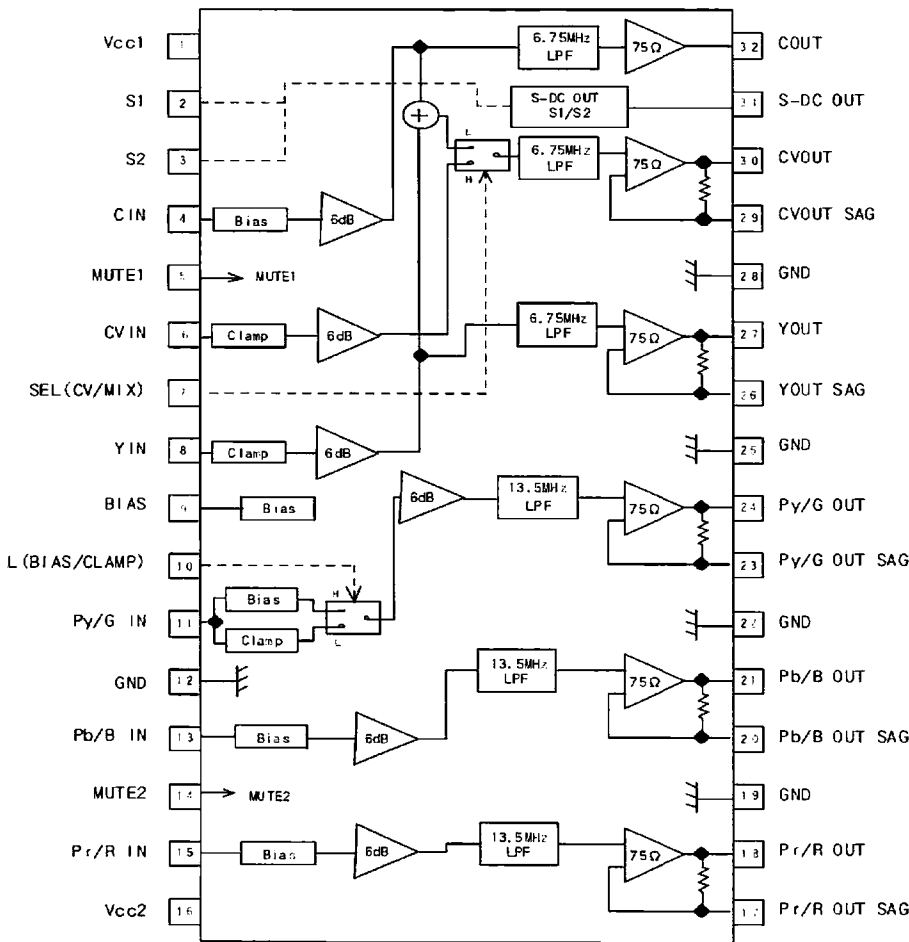 Vcc1 1 6.75MHz LPF 75Ω 32 COUT
S1 2 S-DC OUT S1/S2 31 S-DC OUT
+
L
S2 3 6.75MHz LPF 75Ω 30 CVOUT
H
CIN 4 Bias 6dB 29 CVOUT SAG
MUTE1 5 MUTE1 28 GND
CVIN 6 Clamp 6dB 6.75MHz LPF 75Ω 27 YOUT
SEL(CV/MIX) 7 26 YOUT SAG
YIN 8 Clamp 6dB 25 GND
BIAS 9 Bias 6dB 13.5MHz LPF 75Ω 24 Py/G OUT
L(BIAS/CLAMP) 10 23 Py/G OUT SAG
H
Bias
Py/G IN 11 22 GND
Clamp
L
GND 12 13.5MHz LPF 75Ω 21 Pb/B OUT
Pb/B IN 13 Bias 6dB 20 Pb/B OUT SAG
MUTE2 14 MUTE2 19 GND
Pr/R IN 15 Bias 6dB 13.5MHz LPF 75Ω 18 Pr/R OUT
Vcc2 16 17 Pr/R OUT SAG